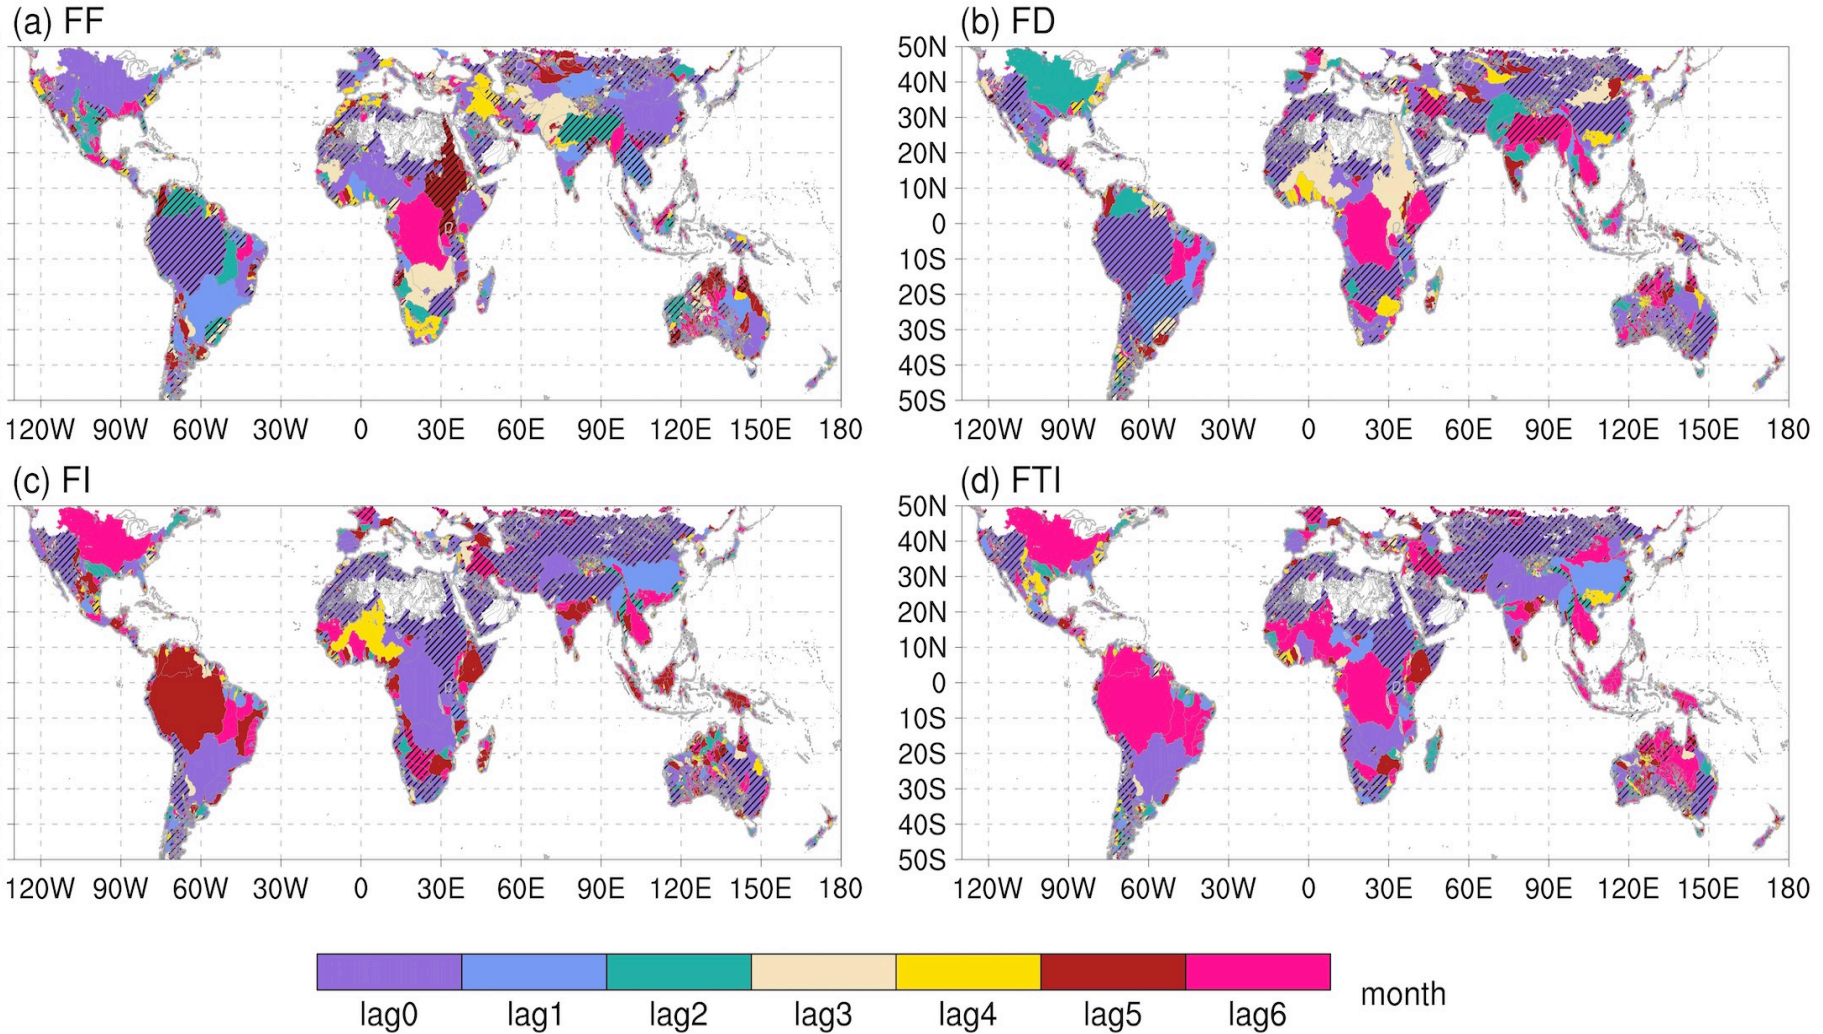 (a) FF
(b) FD
50N
40N
30N
20N
10N
0
10S
20S
30S
40S
50S
120W 90W 60W 30W 0 30E 60E 90E 120E 150E 180
120W 90W 60W 30W 0 30E 60E 90E 120E 150E 180
(c) FI
(d) FTI
50N
40N
30N
20N
10N
0
10S
20S
30S
40S
50S
120W 90W 60W 30W 0 30E 60E 90E 120E 150E 180
120W 90W 60W 30W 0 30E 60E 90E 120E 150E 180
lag0 lag1 lag2 lag3 lag4 lag5 lag6 month